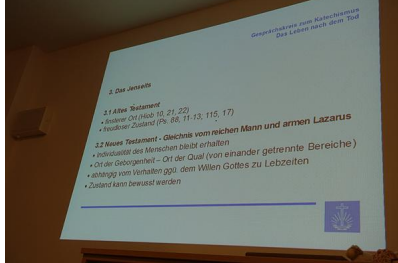 Gesprächskreis zum Katechismus
Das Leben nach dem Tod
3. Das Jenseits
3.1 Altes Testament
• finsterer Ort (Hiob 10, 21, 22)
• freudloser Zustand (Ps. 88, 11-13; 115, 17)
3.2 Neues Testament - Gleichnis vom reichen Mann und armen Lazarus
• Individualität des Menschen bleibt erhalten
• Ort der Geborgenheit – Ort der Qual (von einander getrennte Bereiche)
• abhängig vom Verhalten ggü. dem Willen Gottes zu Lebzeiten
• Zustand kann bewusst werden